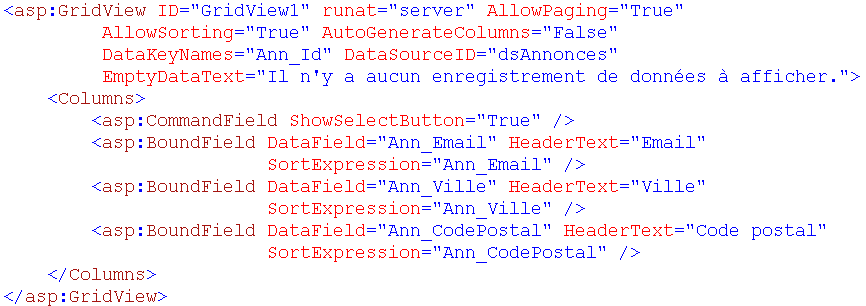 <asp:GridView ID="GridView1" runat="server" AllowPaging="True"
AllowSorting="True" AutoGenerateColumns="False"
DataKeyNames="Ann_Id" DataSourceID="dsAnnonces"
EmptyDataText="Il n'y a aucun enregistrement de données à afficher.">
<Columns>
<asp:CommandField ShowSelectButton="True" />
<asp:BoundField DataField="Ann_Email" HeaderText="Email"
SortExpression="Ann_Email" />
<asp:BoundField DataField="Ann_Ville" HeaderText="Ville"
SortExpression="Ann_Ville" />
<asp:BoundField DataField="Ann_CodePostal" HeaderText="Code postal"
SortExpression="Ann_CodePostal" />
</Columns>
</asp:GridView>